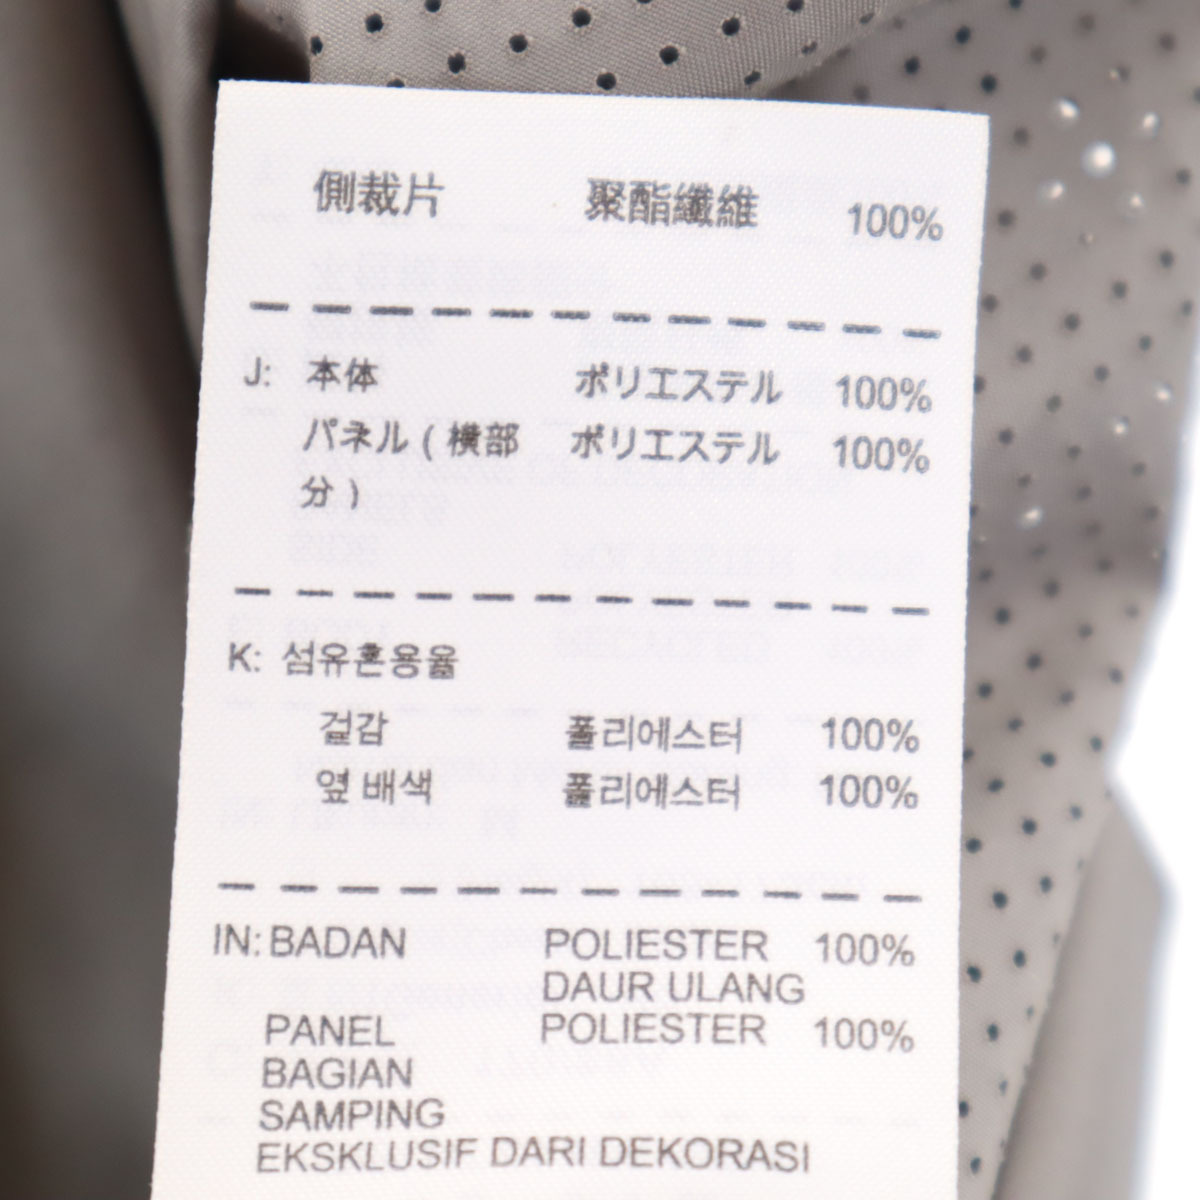 側裁片 聚酯纖維 100%
J: 本体 ポリエステル 100%
パネル ( 横部 ポリエステル 100%
分 )
K: 섬유혼용율
겉감 폴리에스터 100%
옆 배색 폴리에스터 100%
IN: BADAN POLIESTER 100%
DAUR ULANG
PANEL POLIESTER 100%
BAGIAN
SAMPING
EKSKLUSIF DARI DEKORASI